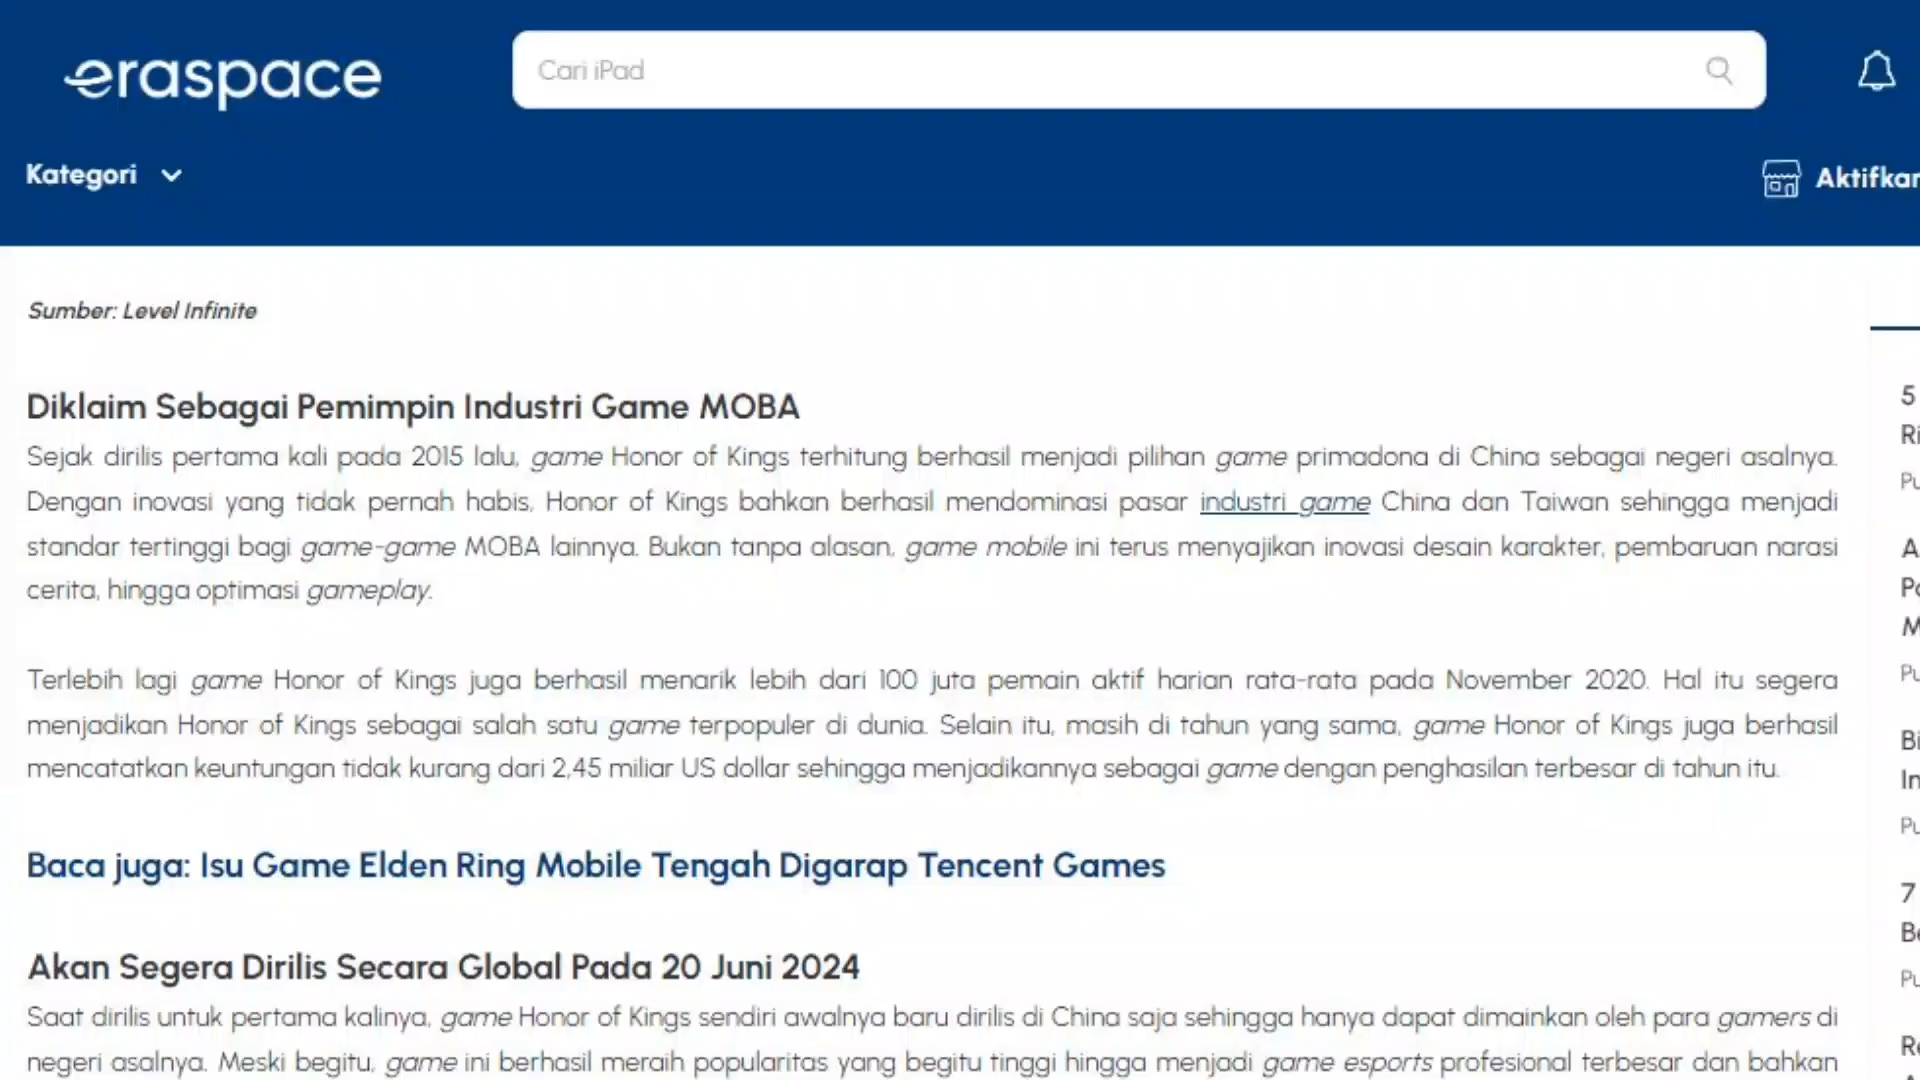 eraspace
Cari iPad
Kategori
Sumber: Level Infinite
Diklaim Sebagai Pemimpin Industri Game MOBA
Sejak dirilis pertama kali pada 2015 lalu, game Honor of Kings terhitung berhasil menjadi pilihan game primadona di China sebagai negeri asalnya.
Dengan inovasi yang tidak pernah habis, Honor of Kings bahkan berhasil mendominasi pasar industri game China dan Taiwan sehingga menjadi
standar tertinggi bagi game-game MOBA lainnya. Bukan tanpa alasan, game mobile ini terus menyajikan inovasi desain karakter, pembaruan narasi
cerita, hingga optimasi gameplay.
Terlebih lagi game Honor of Kings juga berhasil menarik lebih dari 100 juta pemain aktif harian rata-rata pada November 2020. Hal itu segera
menjadikan Honor of Kings sebagai salah satu game terpopuler di dunia. Selain itu, masih di tahun yang sama, game Honor of Kings juga berhasil
mencatatkan keuntungan tidak kurang dari 2,45 miliar US dollar sehingga menjadikannya sebagai game dengan penghasilan terbesar di tahun itu.
Baca juga: Isu Game Elden Ring Mobile Tengah Digarap Tencent Games
Akan Segera Dirilis Secara Global Pada 20 Juni 2024
Saat dirilis untuk pertama kalinya, game Honor of Kings sendiri awalnya baru dirilis di China saja sehingga hanya dapat dimainkan oleh para gamers di
negeri asalnya. Meski begitu, game ini berhasil meraih popularitas yang begitu tinggi hingga menjadi game esports profesional terbesar dan bahkan
5
7